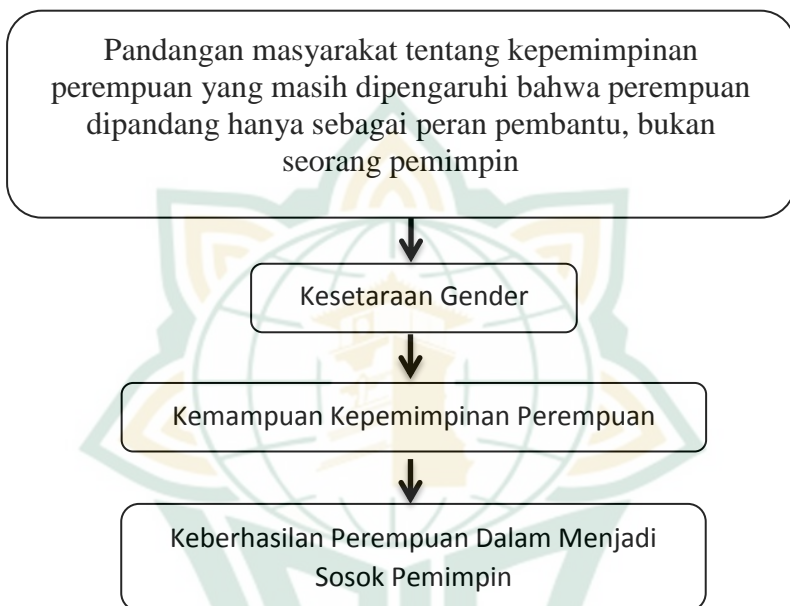 Pandangan masyarakat tentang kepemimpinan
perempuan yang masih dipengaruhi bahwa perempuan
dipandang hanya sebagai peran pembantu, bukan
seorang pemimpin
Kesetaraan Gender
Kemampuan Kepemimpinan Perempuan
Keberhasilan Perempuan Dalam Menjadi
Sosok Pemimpin